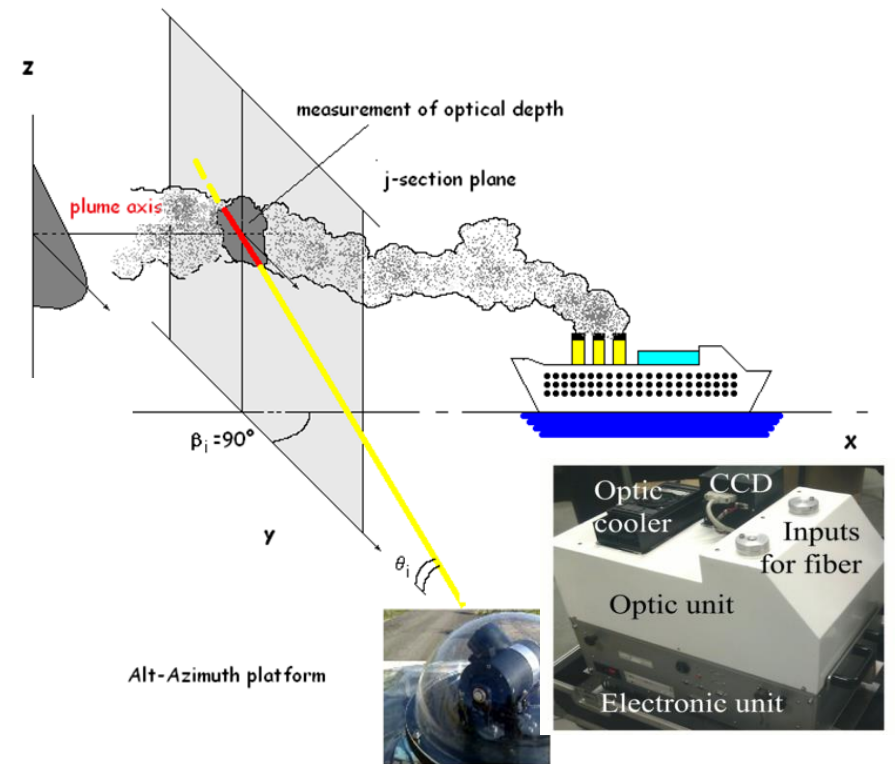 z
measurement of optical depth
j-section plane
plume axis
βi =90°
x
y
θi
Alt-Azimuth platform
Optic
cooler
CCD
Inputs
for fiber
Optic unit
Electronic unit